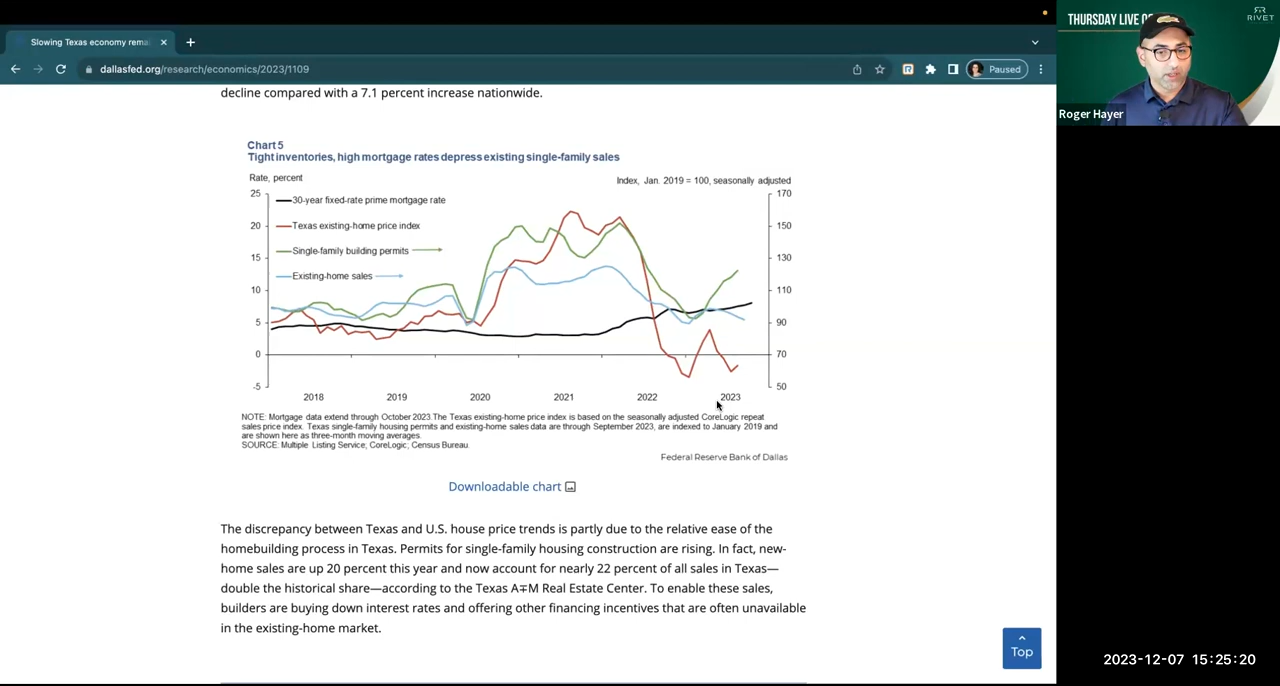 Slowing Texas economy rema
dallasfed.org/research/economics/2023/1109
Paused
THURSDAY LIVE
RIVET
Roger Hayer
decline compared with a 7.1 percent increase nationwide.
Chart 5
Tight inventories, high mortgage rates depress existing single-family sales
Rate, percent
Index, Jan. 2019 = 100, seasonally adjusted
25
20
15
10
5
0
-5
170
150
130
110
90
70
50
30-year fixed-rate prime mortgage rate
Texas existing-home price index
Single-family building permits
Existing-home sales
2018 2019 2020 2021 2022 2023
NOTE: Mortgage data extend through October 2023.The Texas existing-home price index is based on the seasonally adjusted CoreLogic repeat
sales price index. Texas single-family housing permits and existing-home sales data are through September 2023, are indexed to January 2019 and
are shown here as three-month moving averages.
SOURCE: Multiple Listing Service; CoreLogic; Census Bureau.
Federal Reserve Bank of Dallas
Downloadable chart
The discrepancy between Texas and U.S. house price trends is partly due to the relative ease of the
homebuilding process in Texas. Permits for single-family housing construction are rising. In fact, new-
home sales are up 20 percent this year and now account for nearly 22 percent of all sales in Texas—
double the historical share—according to the Texas A∓M Real Estate Center. To enable these sales,
builders are buying down interest rates and offering other financing incentives that are often unavailable
in the existing-home market.
Top
2023-12-07 15:25:20